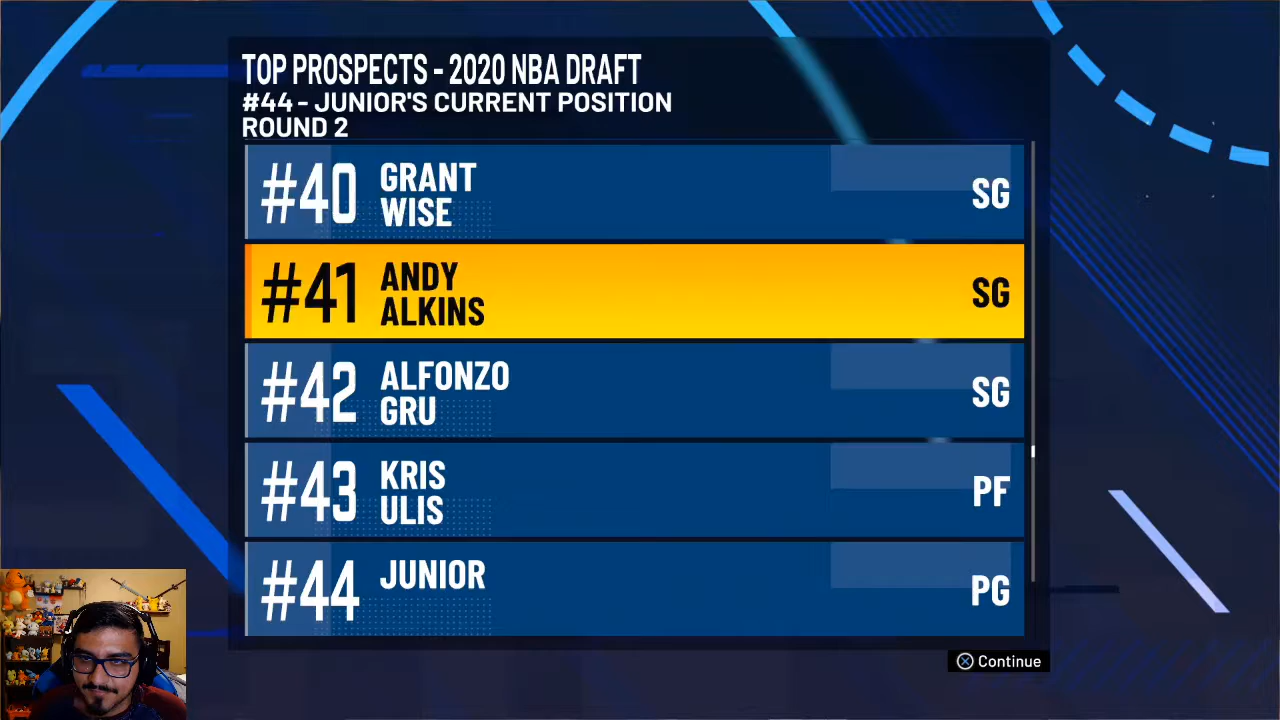 TOP PROSPECTS - 2020 NBA DRAFT
#44 - JUNIOR'S CURRENT POSITION
ROUND 2
#40 GRANT WISE SG
#41 ANDY ALKINS SG
#42 ALFONZO GRU SG
#43 KRIS ULIS PF
#44 JUNIOR PG
Continue